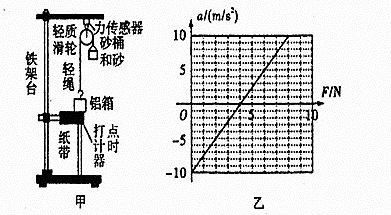 轻质
滑轮
力传感器
砂桶
和砂
铁架台
轻绳
铝箱
纸带
打点
计时
器
甲
a/(m/s²)
10
5
0
-5
-10
5
10
F/N
乙